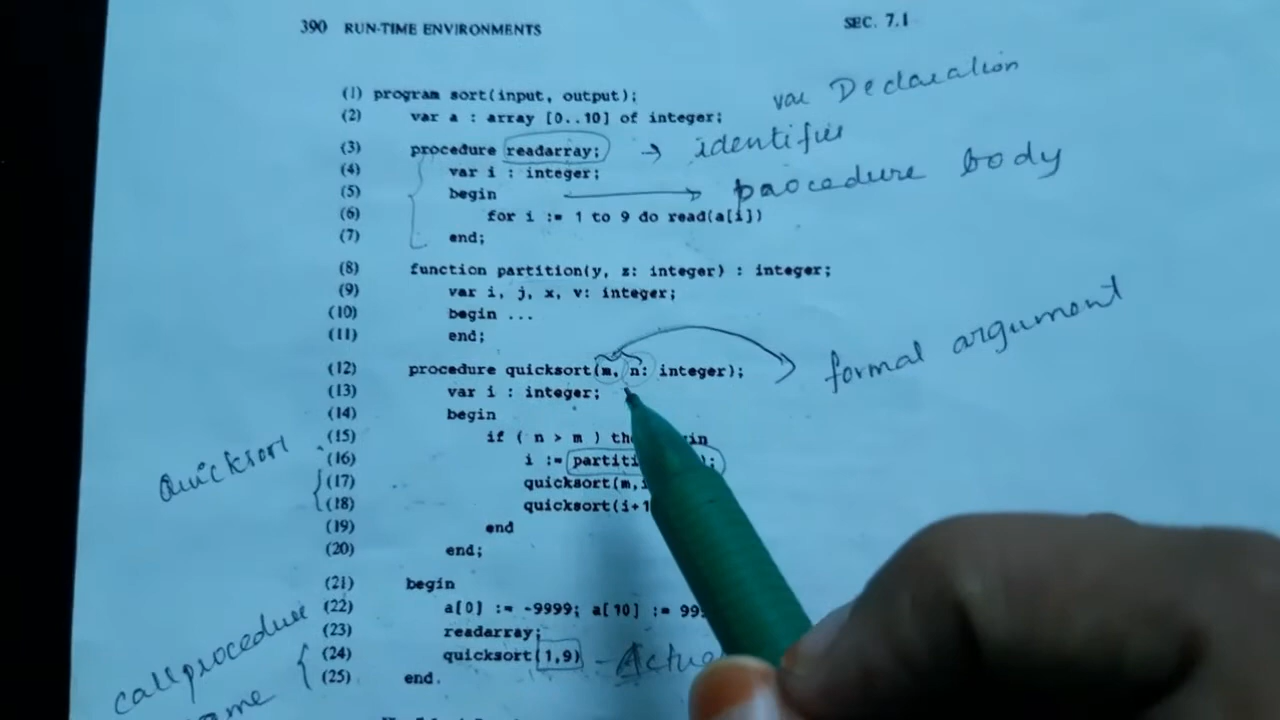 390 RUN-TIME ENVIRONMENTS
SEC. 7.1
(1) program sort(input, output);
(2) var a : array [0..10] of integer;
var Declaration
(3) procedure readarray; → identifier
(4) var i : integer;
(5) begin → procedure body
(6) for i := 1 to 9 do read(a[i])
(7) end;
(8) function partition(y, z: integer) : integer;
(9) var i, j, x, v: integer;
(10) begin ...
(11) end;
(12) procedure quicksort(m, n: integer);
formal argument
(13) var i : integer;
(14) begin
(15) if ( n > m ) th
(16) i := partiti
Quicksort
(17) quicksort(m,
(18) quicksort(i+1
(19) end
(20) end;
(21) begin
(22) a[0] := -9999; a[10] := 99
(23) readarray;
(24) quicksort(1,9) - Actua
(25) end.
call procedure